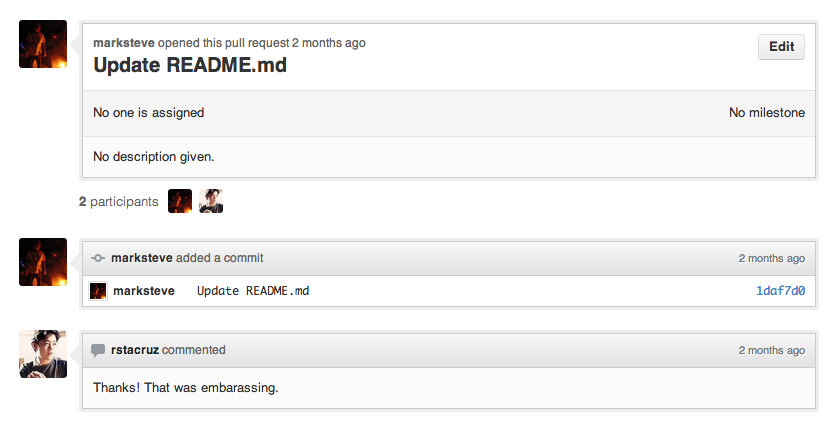 marksteve opened this pull request 2 months ago
Edit
Update README.md
No one is assigned
No milestone
No description given.
2 participants
marksteve added a commit
2 months ago
marksteve Update README.md
1daf7d0
rstacruz commented
2 months ago
Thanks! That was embarassing.